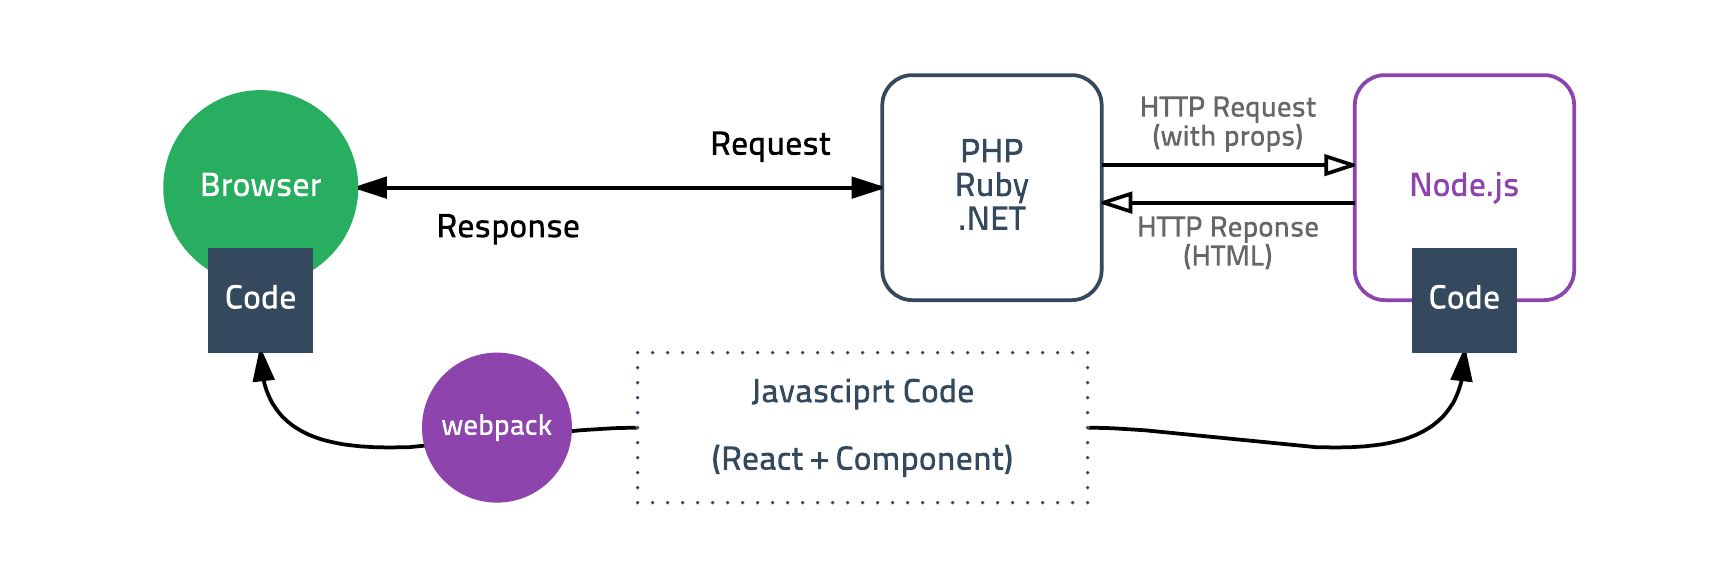 Browser
Code
Request
Response
PHP
Ruby
.NET
HTTP Request
(with props)
HTTP Reponse
(HTML)
Node.js
Code
webpack
Javasciprt Code
(React + Component)